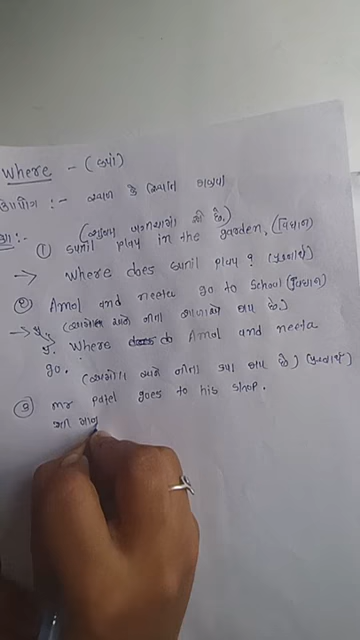 Where - (ક્યાં)
ઉપયોગ :- સ્થાન કે સ્થાન
(સુનીલ બગીચામાં રમે છે.)
① sunil play in the garden. (વિધાન)
→ Where does sunil play ? (પ્રશ્નાર્થ)
② Amol and neeta go to school (વિધાન)
(અમોલ અને નીતા શાળાએ જાય છે.)
Where do Amol and neeta
go. (અમોલ અને નીતા ક્યાં જાય છે) (પ્રશ્નાર્થ)
③ mr patel goes to his shop.